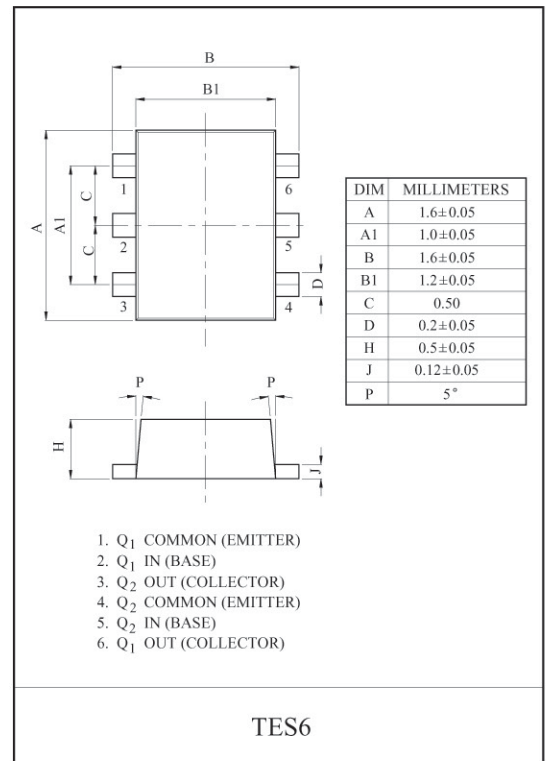 B
B1
A
A1
C
C
D
1
2
3
6
5
4
DIM MILLIMETERS
A 1.6±0.05
A1 1.0±0.05
B 1.6±0.05
B1 1.2±0.05
C 0.50
D 0.2±0.05
H 0.5±0.05
J 0.12±0.05
P 5°
P P
H
J
1. Q1 COMMON (EMITTER)
2. Q1 IN (BASE)
3. Q2 OUT (COLLECTOR)
4. Q2 COMMON (EMITTER)
5. Q2 IN (BASE)
6. Q1 OUT (COLLECTOR)
TES6